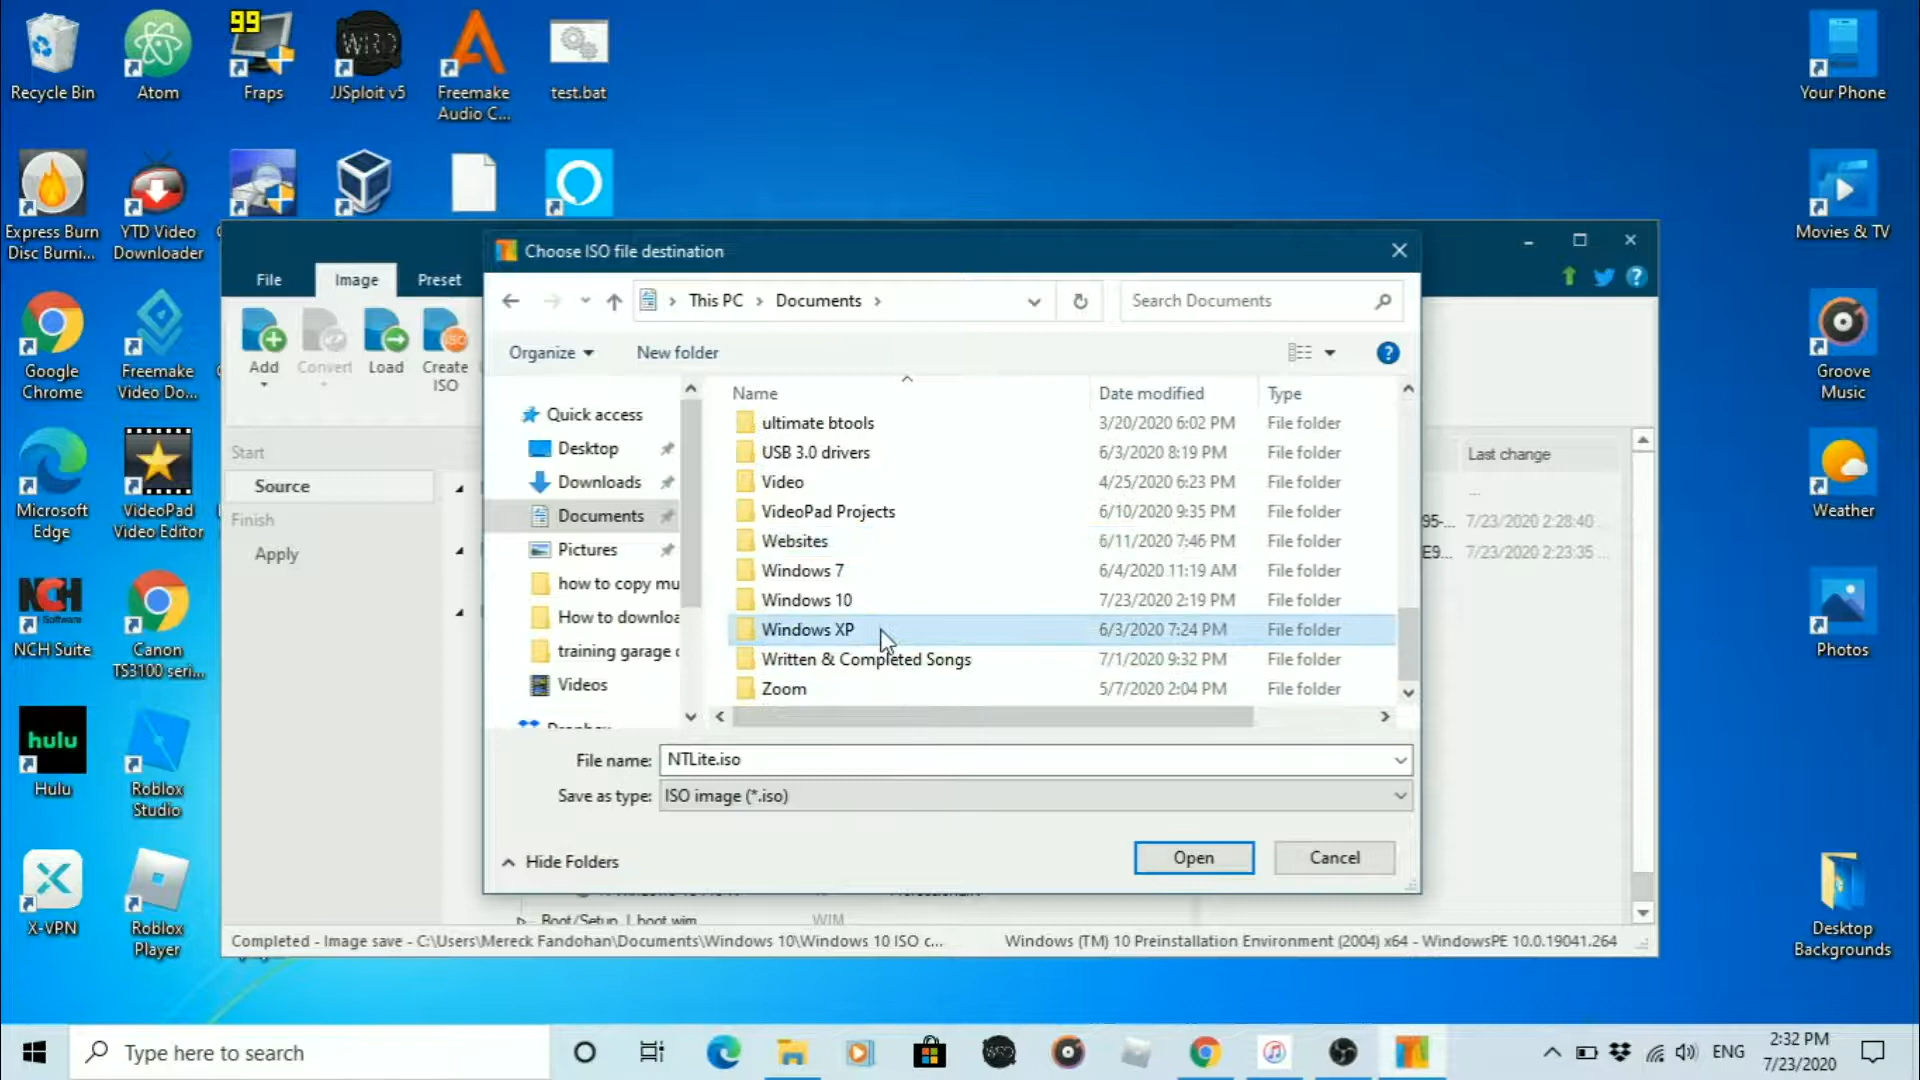 99
Recycle Bin
Atom
Fraps
WRD
JJSploit v5
Freemake
Audio C...
test.bat
Your Phone
Express Burn
Disc Burni...
YTD Video
Downloader
Movies & TV
Google
Chrome
Freemake
Video Do...
Groove
Music
Microsoft
Edge
VideoPad
Video Editor
Weather
NCH
Software
NCH Suite
Canon
TS3100 seri...
Photos
hulu
Hulu
Roblox
Studio
X-VPN
Roblox
Player
Desktop
Backgrounds
File
Image
Preset
Add
Convert
Load
Create
ISO
Start
Source
Finish
Apply
Last change
...
95-... 7/23/2020 2:28:40 ...
E9... 7/23/2020 2:23:35 ...
Choose ISO file destination
This PC > Documents >
Search Documents
Organize
New folder
Quick access
Desktop
Downloads
Documents
Pictures
how to copy mu
How to downloa
training garage
Videos
Dropbox
Name Date modified Type
ultimate btools 3/20/2020 6:02 PM File folder
USB 3.0 drivers 6/3/2020 8:19 PM File folder
Video 4/25/2020 6:23 PM File folder
VideoPad Projects 6/10/2020 9:35 PM File folder
Websites 6/11/2020 7:46 PM File folder
Windows 7 6/4/2020 11:19 AM File folder
Windows 10 7/23/2020 2:19 PM File folder
Windows XP 6/3/2020 7:24 PM File folder
Written & Completed Songs 7/1/2020 9:32 PM File folder
Zoom 5/7/2020 2:04 PM File folder
File name: NTLite.iso
Save as type: ISO image (*.iso)
Hide Folders
Open
Cancel
Boot/Setup | boot.wim WIM
Completed - Image save - C:\Users\Mereck Fandohan\Documents\Windows 10\Windows 10 ISO c...
Windows (TM) 10 Preinstallation Environment (2004) x64 - WindowsPE 10.0.19041.264
Type here to search
ENG
2:32 PM
7/23/2020